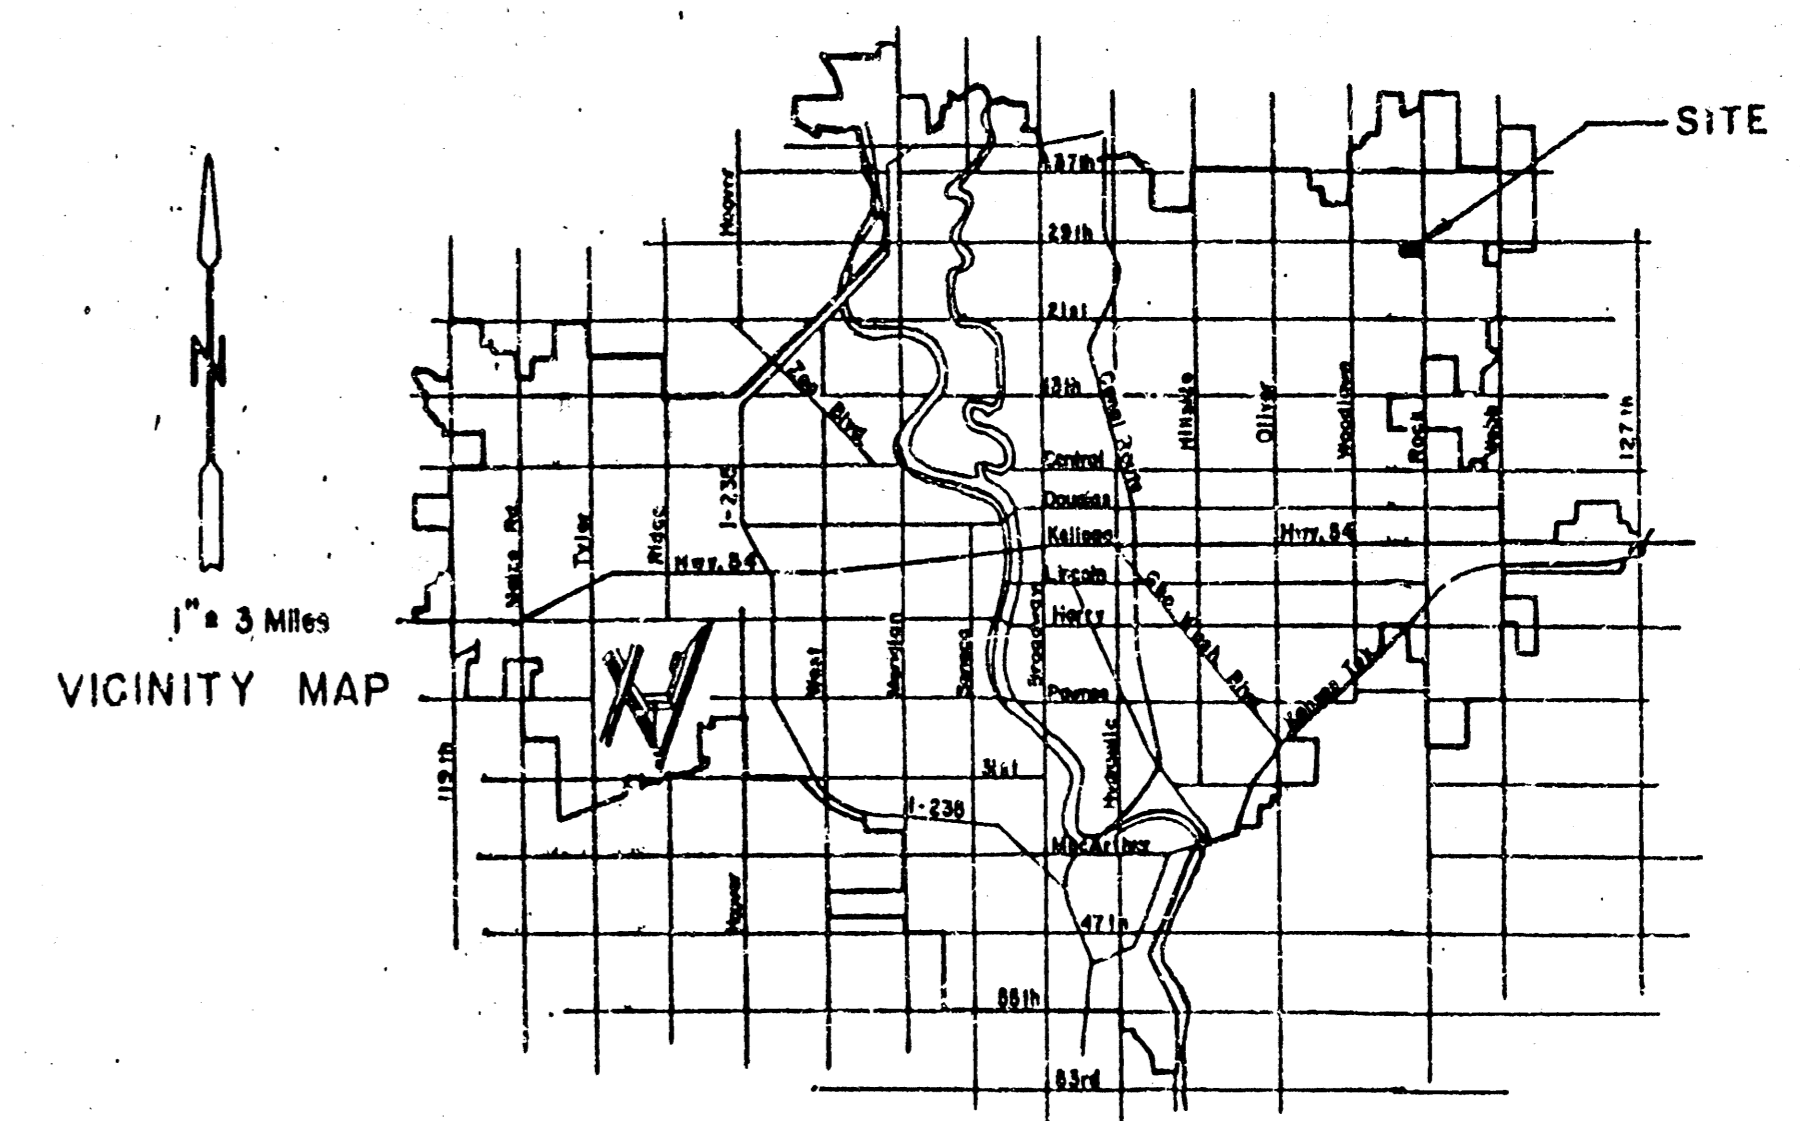 SITE
37th
Hoover
29th
21st
Zoo Blvd
13th
Canal Route
Hillside
Oliver
Woodlawn
Rock
Webb
127th
Central
I-235
Douglas
Maize Rd
Tyler
Ridge
Kellogg
Hwy. 54
Hwy. 54
N
Lincoln
1" = 3 Miles
Harry
VICINITY MAP
West
Meridian
Seneca
Broadway
Pawnee
Kansas Tpk
119th
Hydraulic
31st
I-235
MacArthur
Hoover
47th
55th
63rd